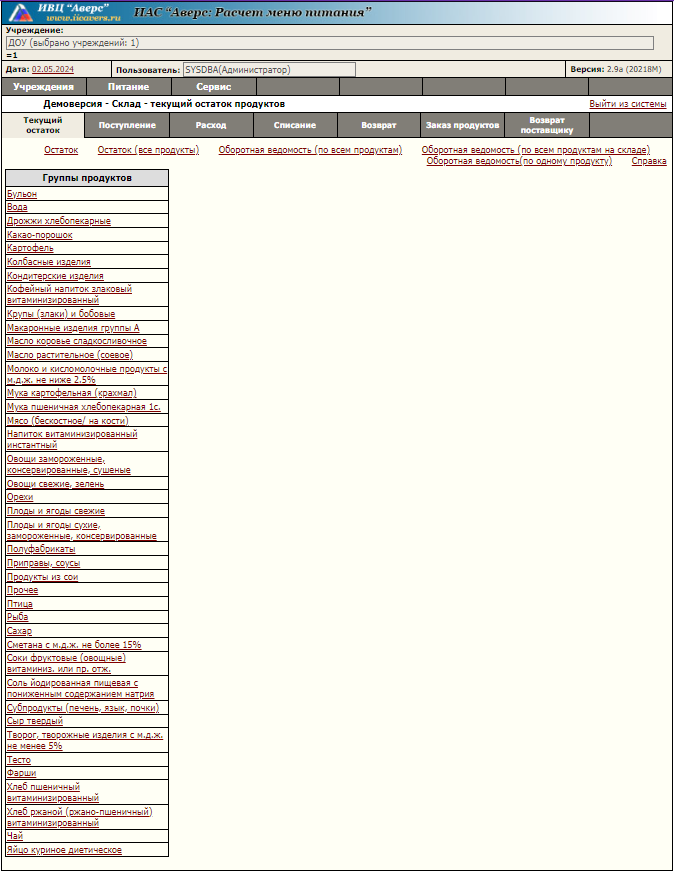 ИВЦ “Аверс”
www.iicavers.ru
ИАС “Аверс: Расчет меню питания”
Учреждение:
ДОУ (выбрано учреждений: 1)
=1
Дата: 02.05.2024 Пользователь: SYSDBA(Администратор) Версия: 2.9a (20218M)
Учреждения Питание Сервис
Демоверсия - Склад - текущий остаток продуктов Выйти из системы
Текущий остаток Поступление Расход Списание Возврат Заказ продуктов Возврат поставщику
Остаток Остаток (все продукты) Оборотная ведомость (по всем продуктам) Оборотная ведомость (по всем продуктам на складе)
Оборотная ведомость(по одному продукту) Справка
Группы продуктов
Бульон
Вода
Дрожжи хлебопекарные
Какао-порошок
Картофель
Колбасные изделия
Кондитерские изделия
Кофейный напиток злаковый
витаминизированный
Крупы (злаки) и бобовые
Макаронные изделия группы А
Масло коровье сладкосливочное
Масло растительное (соевое)
Молоко и кисломолочные продукты с
м.д.ж. не ниже 2.5%
Мука картофельная (крахмал)
Мука пшеничная хлебопекарная 1с.
Мясо (бескостное/ на кости)
Напиток витаминизированный
инстантный
Овощи замороженные,
консервированные, сушеные
Овощи свежие, зелень
Орехи
Плоды и ягоды свежие
Плоды и ягоды сухие,
замороженные, консервированные
Полуфабрикаты
Приправы, соусы
Продукты из сои
Прочее
Птица
Рыба
Сахар
Сметана с м.д.ж. не более 15%
Соки фруктовые (овощные)
витаминиз. или пр. отж.
Соль йодированная пищевая с
пониженным содержанием натрия
Субпродукты (печень, язык, почки)
Сыр твердый
Творог, творожные изделия с м.д.ж.
не менее 5%
Тесто
Фарши
Хлеб пшеничный
витаминизированный
Хлеб ржаной (ржано-пшеничный)
витаминизированный
Чай
Яйцо куриное диетическое